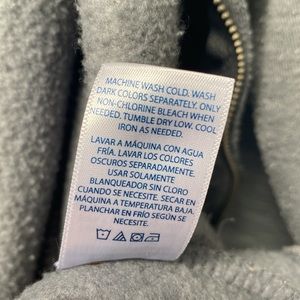 MACHINE WASH COLD. WASH
DARK COLORS SEPARATELY. ONLY
NON-CHLORINE BLEACH WHEN
NEEDED. TUMBLE DRY LOW. COOL
IRON AS NEEDED.
LAVAR A MÁQUINA CON AGUA
FRÍA. LAVAR LOS COLORES
OSCUROS SEPARADAMENTE.
USAR SOLAMENTE
BLANQUEADOR SIN CLORO
CUANDO SE NECESITE. SECAR EN
MÁQUINA A TEMPERATURA BAJA.
PLANCHAR EN FRÍO SEGÚN SE
NECESITE.